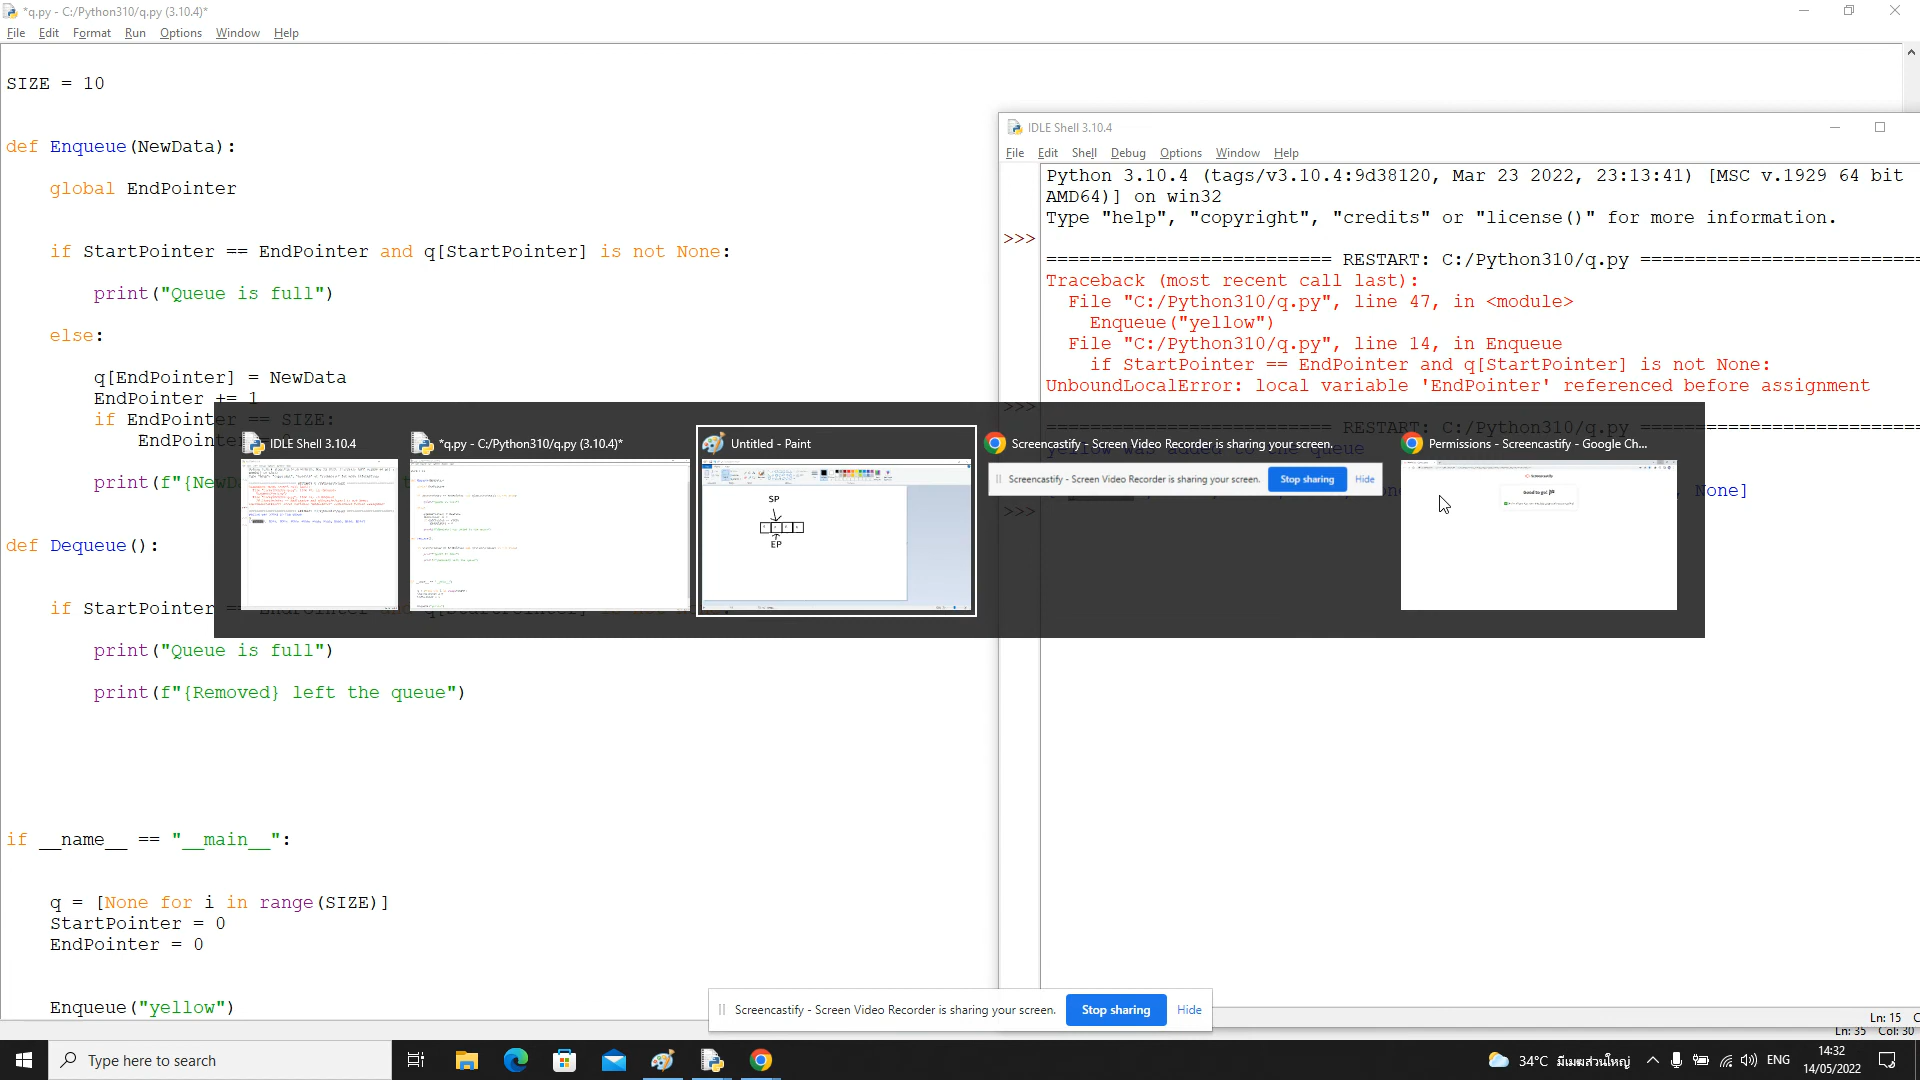 *q.py - C:/Python310/q.py (3.10.4)*
File Edit Format Run Options Window Help
SIZE = 10
def Enqueue(NewData):
global EndPointer
if StartPointer == EndPointer and q[StartPointer] is not None:
print("Queue is full")
else:
q[EndPointer] = NewData
EndPointer += 1
if EndPointer == SIZE:
EndPointer
print(f"{NewD
def Dequeue():
if StartPointer
print("Queue is full")
print(f"{Removed} left the queue")
if __name__ == "__main__":
q = [None for i in range(SIZE)]
StartPointer = 0
EndPointer = 0
Enqueue("yellow")
IDLE Shell 3.10.4
File Edit Shell Debug Options Window Help
Python 3.10.4 (tags/v3.10.4:9d38120, Mar 23 2022, 23:13:41) [MSC v.1929 64 bit
AMD64)] on win32
Type "help", "copyright", "credits" or "license()" for more information.
>>>
========================== RESTART: C:/Python310/q.py =========================
Traceback (most recent call last):
File "C:/Python310/q.py", line 47, in <module>
Enqueue("yellow")
File "C:/Python310/q.py", line 14, in Enqueue
if StartPointer == EndPointer and q[StartPointer] is not None:
UnboundLocalError: local variable 'EndPointer' referenced before assignment
>>>
========================== RESTART: C:/Python310/q.py =========================
yellow was added to the queue
, None]
>>>
IDLE Shell 3.10.4
*q.py - C:/Python310/q.py (3.10.4)*
Untitled - Paint
SP
EP
Screencastify - Screen Video Recorder is sharing your screen.
Screencastify - Screen Video Recorder is sharing your screen. Stop sharing Hide
Permissions - Screencastify - Google Ch...
Screencastify - Screen Video Recorder is sharing your screen. Stop sharing Hide
Ln: 15
Ln: 35 Col: 30
Type here to search
34°C มีเมฆส่วนใหญ่ ENG
14:32
14/05/2022